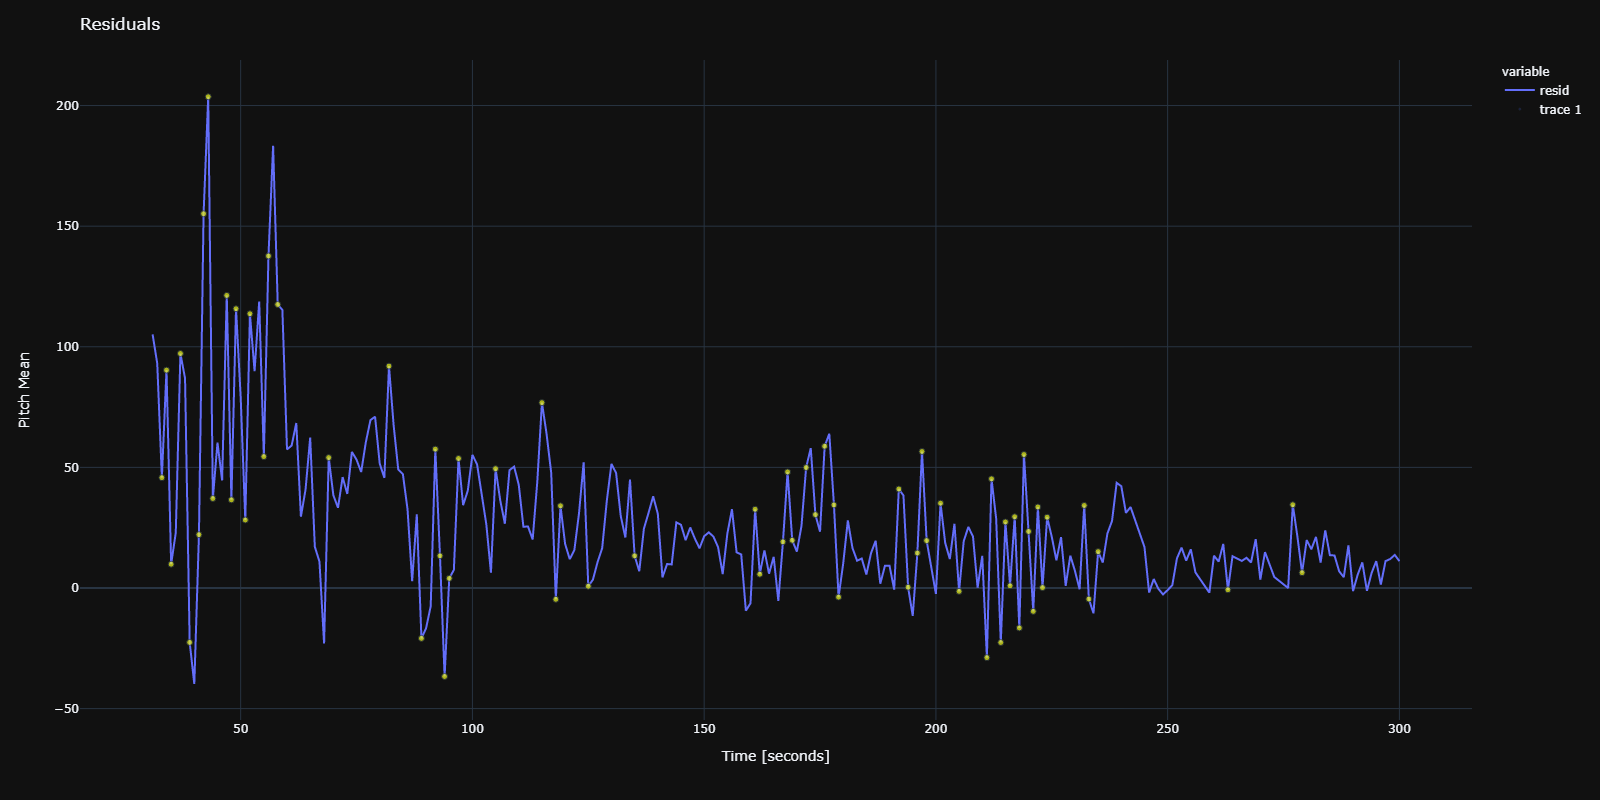 Residuals
variable
resid
trace 1
Pitch Mean
200
150
100
50
0
−50
50
100
150
200
250
300
Time [seconds]